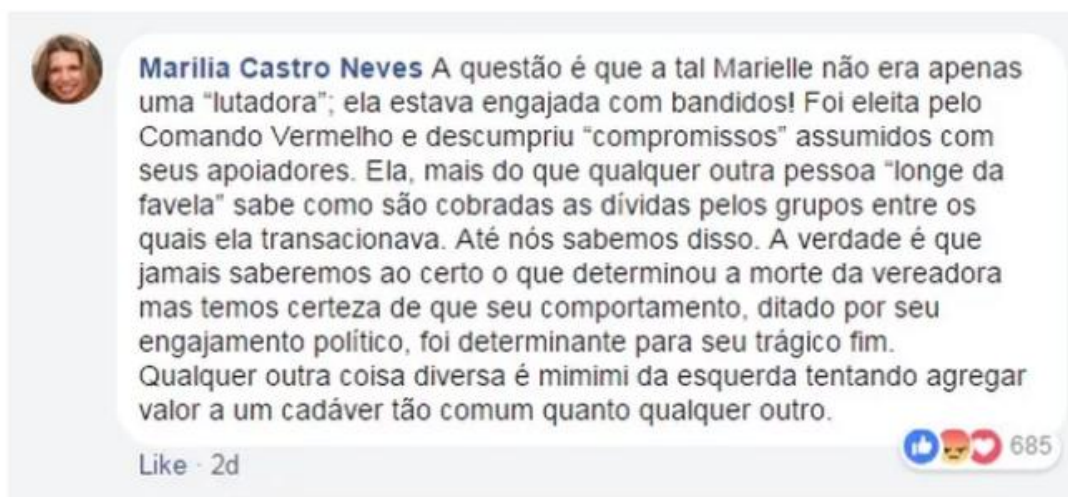 Marilia Castro Neves A questão é que a tal Marielle não era apenas
uma “lutadora”; ela estava engajada com bandidos! Foi eleita pelo
Comando Vermelho e descumpriu “compromissos” assumidos com
seus apoiadores. Ela, mais do que qualquer outra pessoa “longe da
favela” sabe como são cobradas as dívidas pelos grupos entre os
quais ela transacionava. Até nós sabemos disso. A verdade é que
jamais saberemos ao certo o que determinou a morte da vereadora
mas temos certeza de que seu comportamento, ditado por seu
engajamento político, foi determinante para seu trágico fim.
Qualquer outra coisa diversa é mimimi da esquerda tentando agregar
valor a um cadáver tão comum quanto qualquer outro.
685
Like · 2d